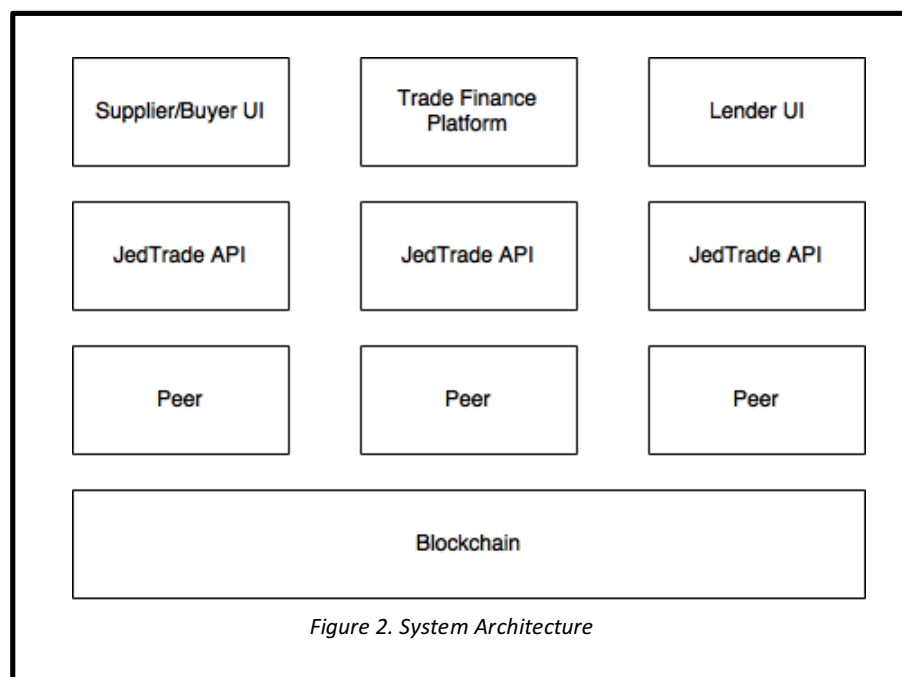 Supplier/Buyer UI
Trade Finance
Platform
Lender UI
JedTrade API
JedTrade API
JedTrade API
Peer
Peer
Peer
Blockchain
Figure 2. System Architecture